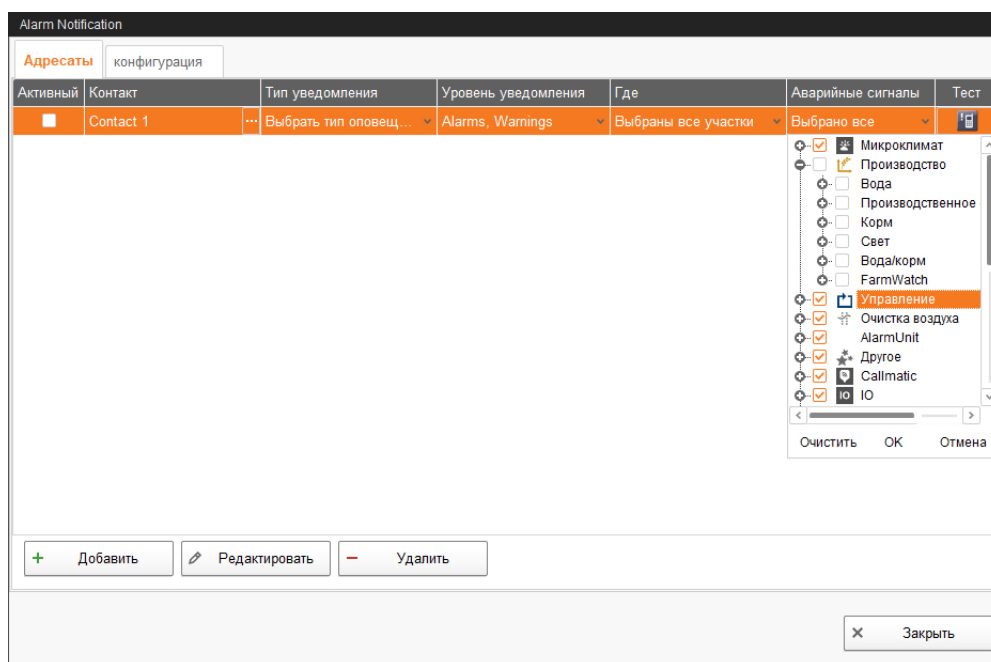 Alarm Notification
Адресаты конфигурация
Активный Контакт Тип уведомления Уровень уведомления Где Аварийные сигналы Тест
Contact 1 ... Выбрать тип оповещ... Alarms, Warnings Выбраны все участки Выбрано все
Микроклимат
Производство
Вода
Производственное
Корм
Свет
Вода/корм
FarmWatch
Управление
Очистка воздуха
AlarmUnit
Другое
Callmatic
IO IO
Очистить OK Отмена
Добавить Редактировать Удалить
Закрыть